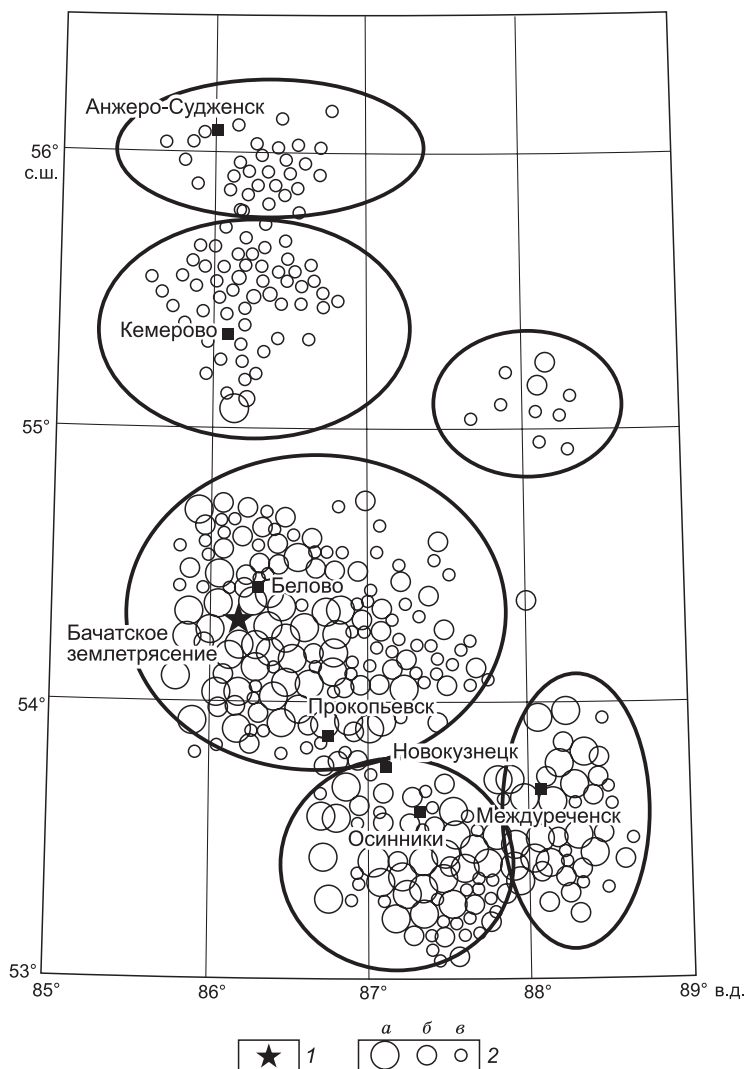 Анжеро-Судженск
56°
с.ш.
Кемерово
55°
Белово
Бачатское
землетрясение
54°
Прокопьевск
Новокузнецк
Междуреченск
Осинники
53°
85°
86°
87°
88°
89° в.д.
а б в
1
2